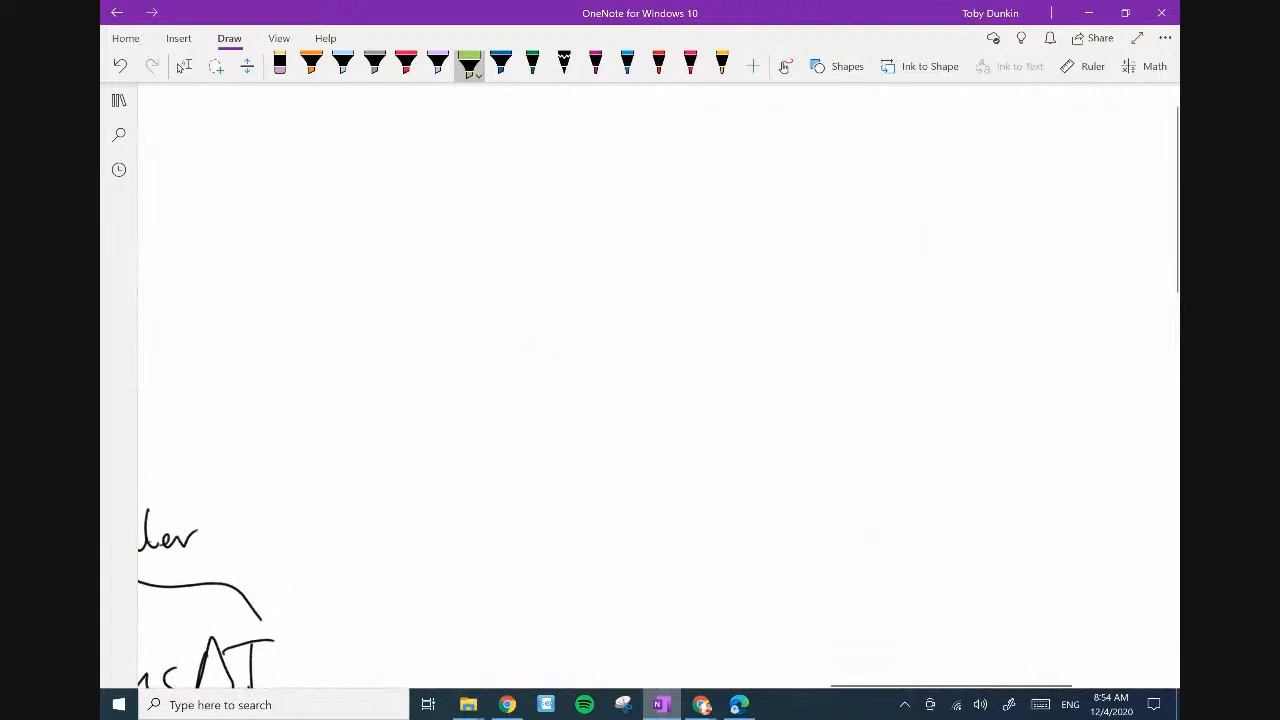 OneNote for Windows 10
Toby Dunkin
Home Insert Draw View Help
Share
Shapes Ink to Shape Ink to Text Ruler Math
mcΔT
Type here to search
ENG
8:54 AM
12/4/2020